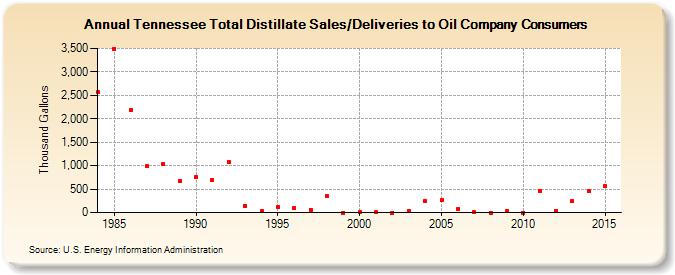 Annual Tennessee Total Distillate Sales/Deliveries to Oil Company Consumers
Thousand Gallons
3,500
3,000
2,500
2,000
1,500
1,000
500
0
1985 1990 1995 2000 2005 2010 2015
Source: U.S. Energy Information Administration